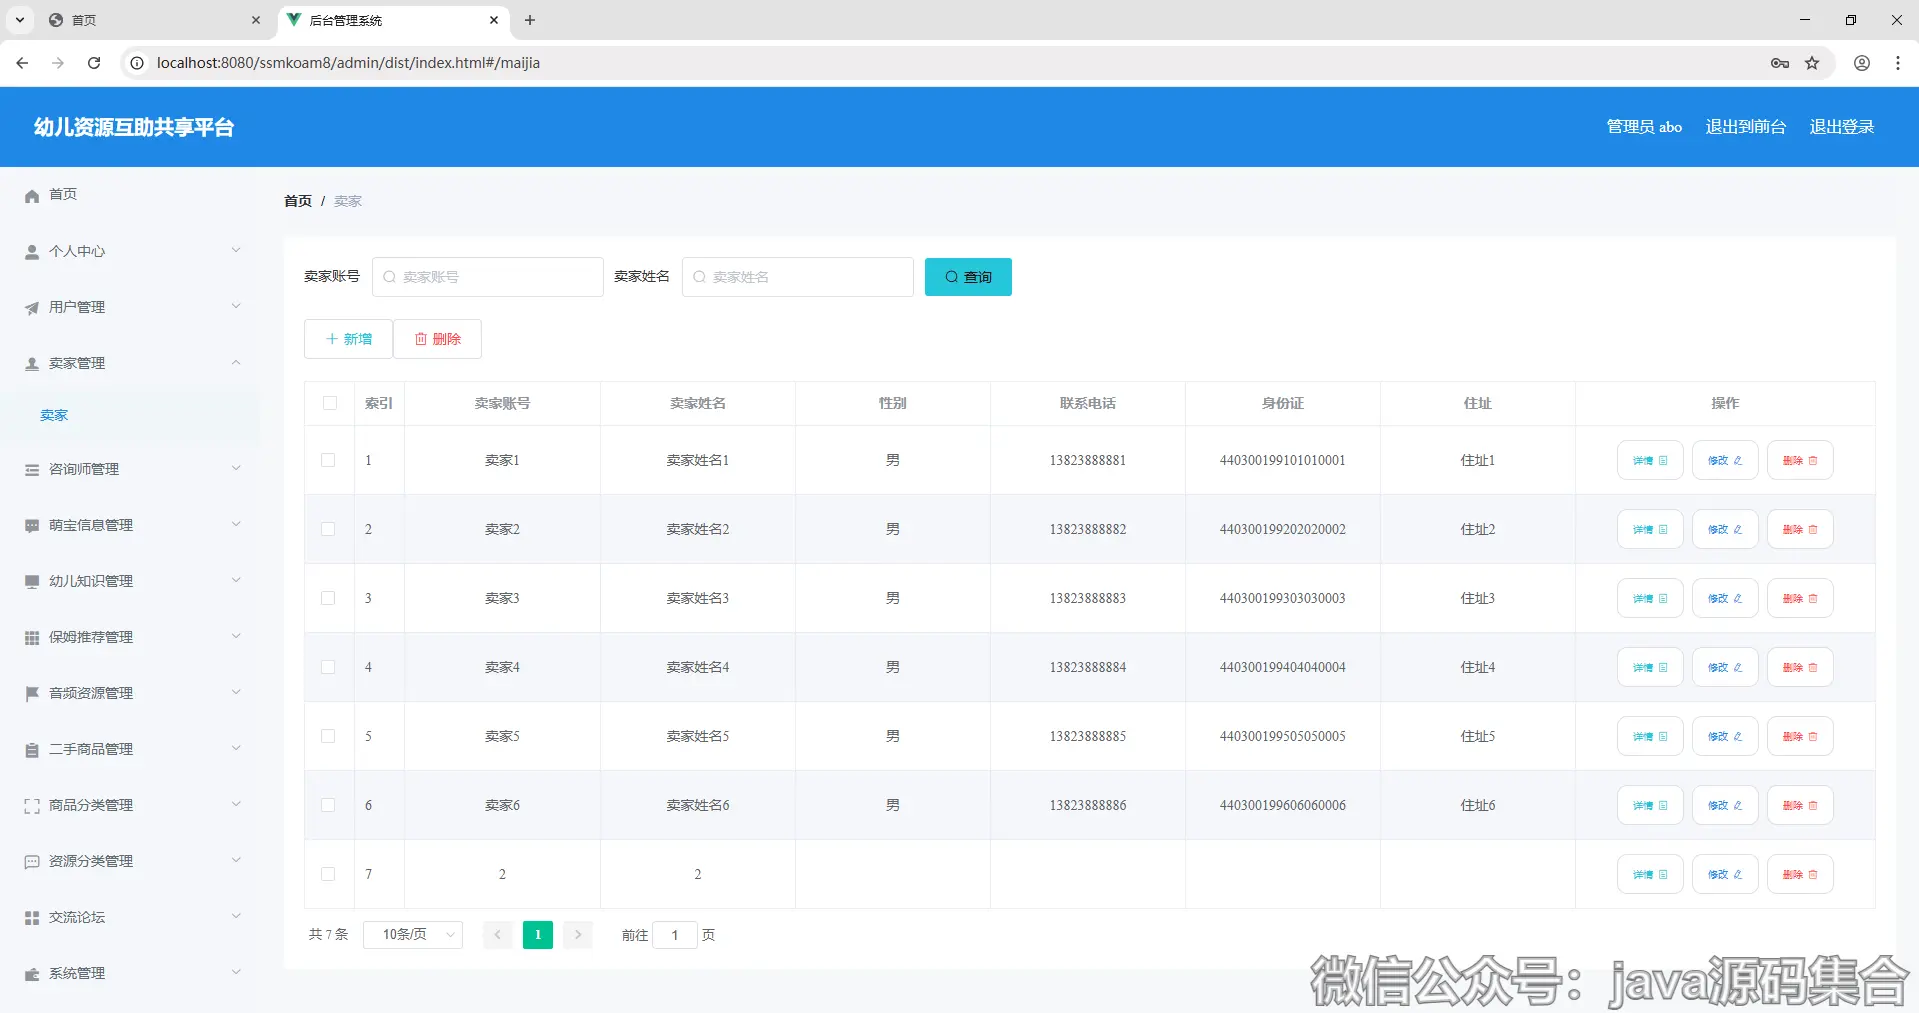 首页
后台管理系统
localhost:8080/ssmkoam8/admin/dist/index.html#/maijia
幼儿资源互助共享平台
管理员 abo 退出到前台 退出登录
首页
个人中心
用户管理
卖家管理
卖家
咨询师管理
萌宝信息管理
幼儿知识管理
保姆推荐管理
音频资源管理
二手商品管理
商品分类管理
资源分类管理
交流论坛
系统管理
首页 / 卖家
卖家账号 卖家账号 卖家姓名 卖家姓名 查询
新增 删除
索引 卖家账号 卖家姓名 性别 联系电话 身份证 住址 操作
1 卖家1 卖家姓名1 男 13823888881 440300199101010001 住址1 详情 修改 删除
2 卖家2 卖家姓名2 男 13823888882 440300199202020002 住址2 详情 修改 删除
3 卖家3 卖家姓名3 男 13823888883 440300199303030003 住址3 详情 修改 删除
4 卖家4 卖家姓名4 男 13823888884 440300199404040004 住址4 详情 修改 删除
5 卖家5 卖家姓名5 男 13823888885 440300199505050005 住址5 详情 修改 删除
6 卖家6 卖家姓名6 男 13823888886 440300199606060006 住址6 详情 修改 删除
7 2 2 详情 修改 删除
共 7 条 10条/页 1 前往 1 页
微信公众号：java源码集合